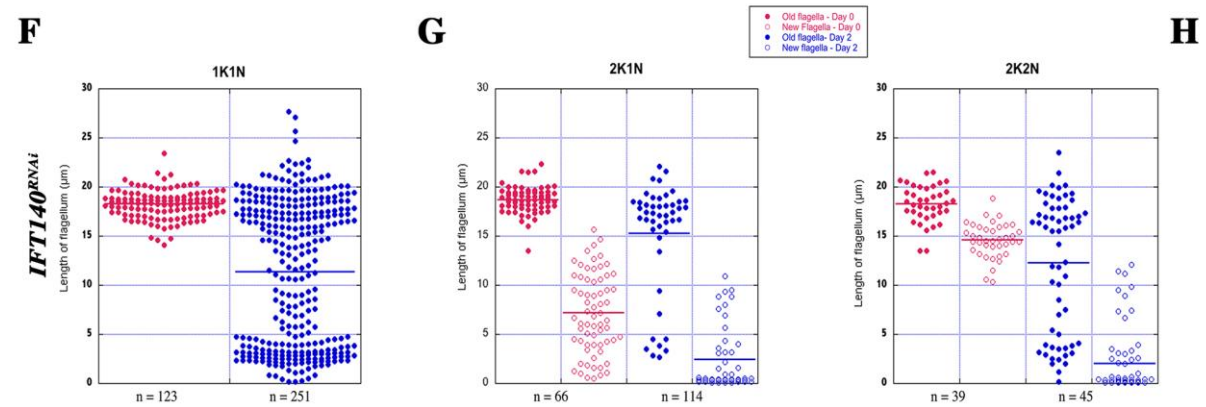 F
G
H
Old flagella - Day 0
New Flagella - Day 0
Old flagella- Day 2
New flagella - Day 2
1K1N
2K1N
2K2N
IFT140RNAi
Length of flagellum (µm)
30
25
20
15
10
5
0
n = 123
n = 251
Length of flagellum (µm)
30
25
20
15
10
5
0
n = 66
n = 114
Length of flagellum (µm)
30
25
20
15
10
5
0
n = 39
n = 45